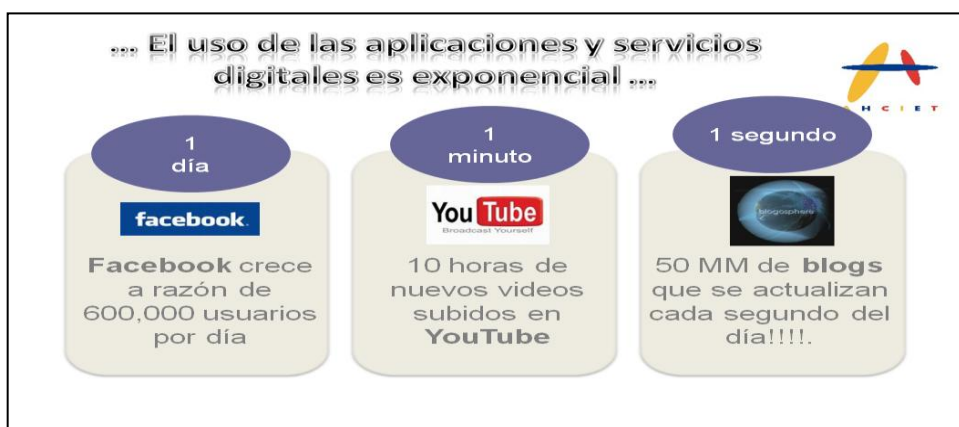 ... El uso de las aplicaciones y servicios
digitales es exponencial ...
AHCIET
1
día
facebook.
Facebook crece
a razón de
600,000 usuarios
por día
1
minuto
You Tube
Broadcast Yourself
10 horas de
nuevos videos
subidos en
YouTube
1 segundo
blogosphere
50 MM de blogs
que se actualizan
cada segundo del
día!!!!.